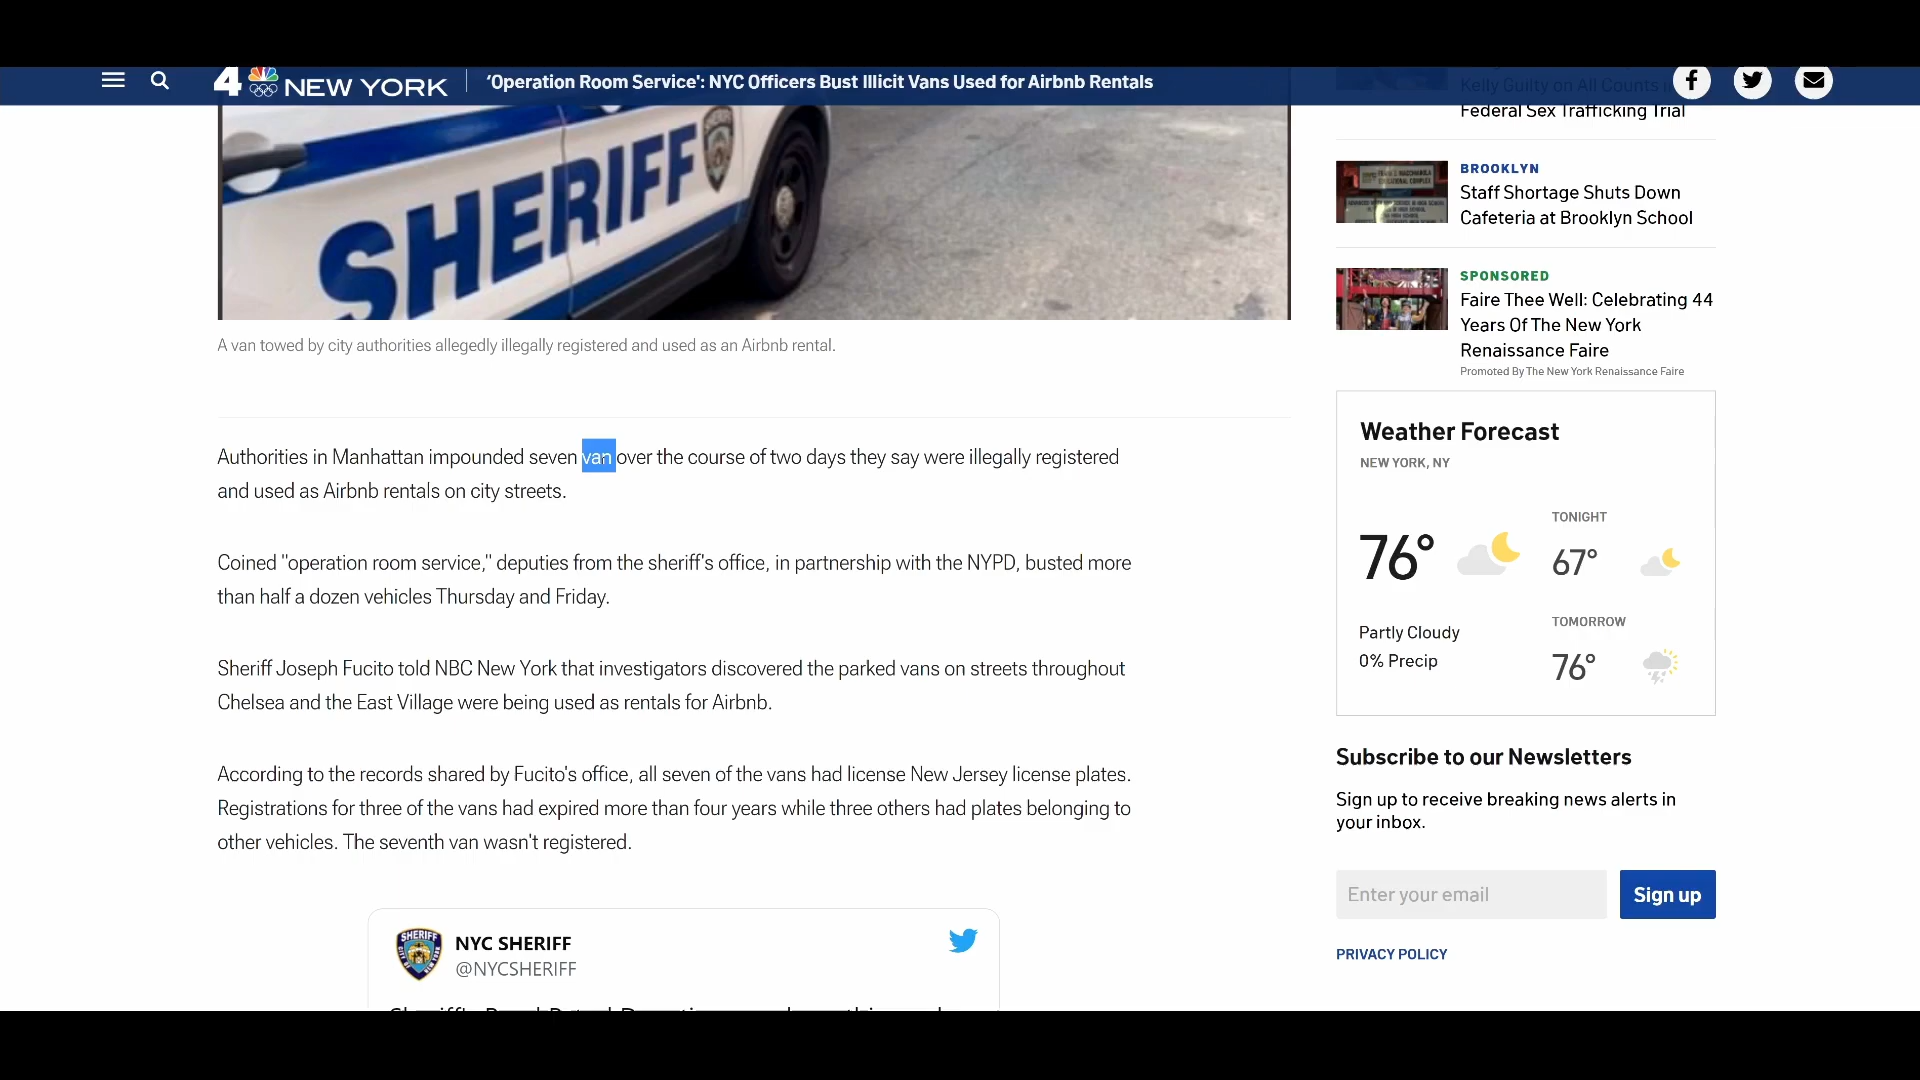 4 NEW YORK
‘Operation Room Service': NYC Officers Bust Illicit Vans Used for Airbnb Rentals
SHERIFF
A van towed by city authorities allegedly illegally registered and used as an Airbnb rental.
Authorities in Manhattan impounded seven van over the course of two days they say were illegally registered
and used as Airbnb rentals on city streets.
Coined "operation room service," deputies from the sheriff's office, in partnership with the NYPD, busted more
than half a dozen vehicles Thursday and Friday.
Sheriff Joseph Fucito told NBC New York that investigators discovered the parked vans on streets throughout
Chelsea and the East Village were being used as rentals for Airbnb.
According to the records shared by Fucito's office, all seven of the vans had license New Jersey license plates.
Registrations for three of the vans had expired more than four years while three others had plates belonging to
other vehicles. The seventh van wasn't registered.
SHERIFF
NYC SHERIFF
@NYCSHERIFF
Kelly Guilty on All Counts
Federal Sex Trafficking Trial
BROOKLYN
Staff Shortage Shuts Down
Cafeteria at Brooklyn School
SPONSORED
Faire Thee Well: Celebrating 44
Years Of The New York
Renaissance Faire
Promoted By The New York Renaissance Faire
Weather Forecast
NEW YORK, NY
76°
Partly Cloudy
0% Precip
TONIGHT
67°
TOMORROW
76°
Subscribe to our Newsletters
Sign up to receive breaking news alerts in
your inbox.
Enter your email
Sign up
PRIVACY POLICY